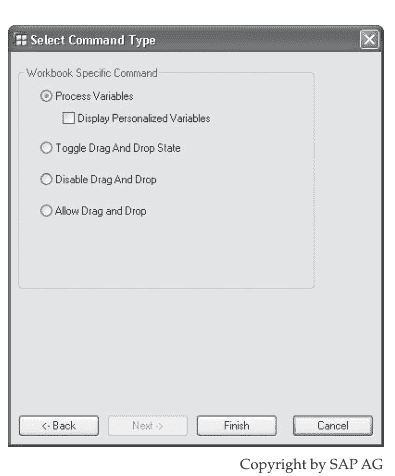 Select Command Type
Workbook Specific Command
Process Variables
Display Personalized Variables
Toggle Drag And Drop State
Disable Drag And Drop
Allow Drag and Drop
<- Back Next -> Finish Cancel
Copyright by SAP AG